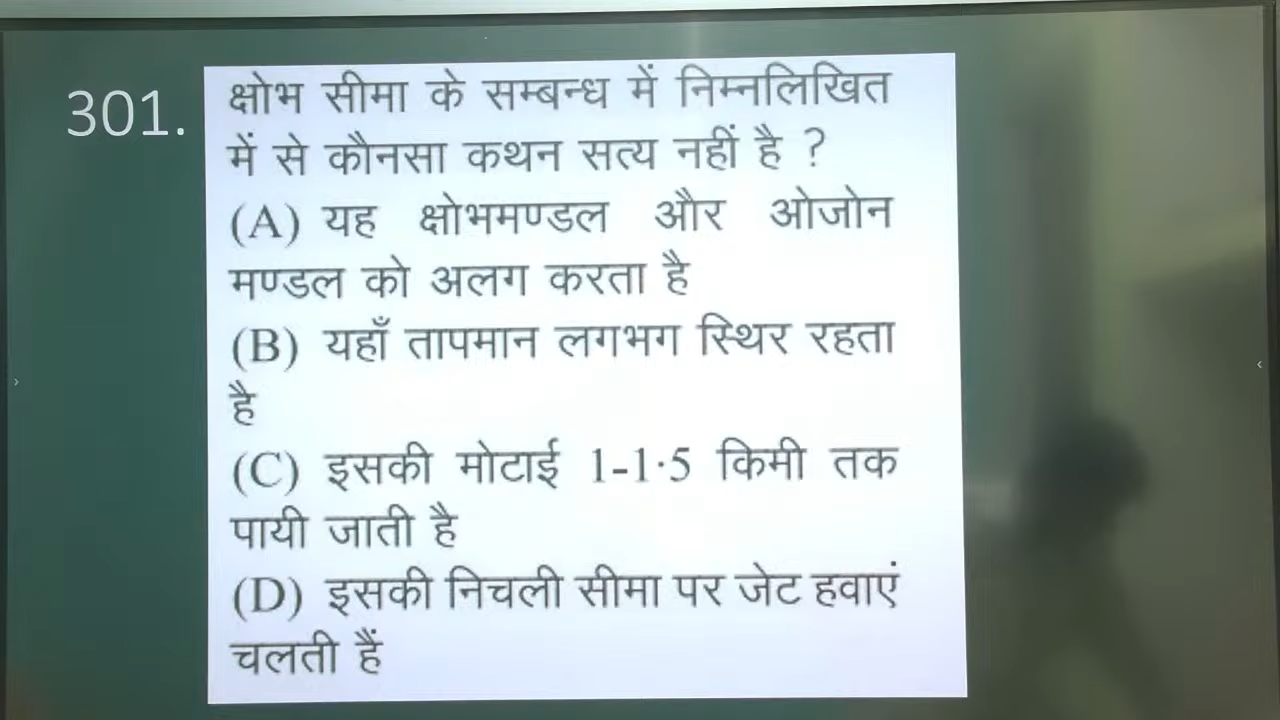 301.
क्षोभ सीमा के सम्बन्ध में निम्नलिखित
में से कौनसा कथन सत्य नहीं है ?
(A) यह क्षोभमण्डल और ओजोन
मण्डल को अलग करता है
(B) यहाँ तापमान लगभग स्थिर रहता
है
(C) इसकी मोटाई 1-1·5 किमी तक
पायी जाती है
(D) इसकी निचली सीमा पर जेट हवाएं
चलती हैं